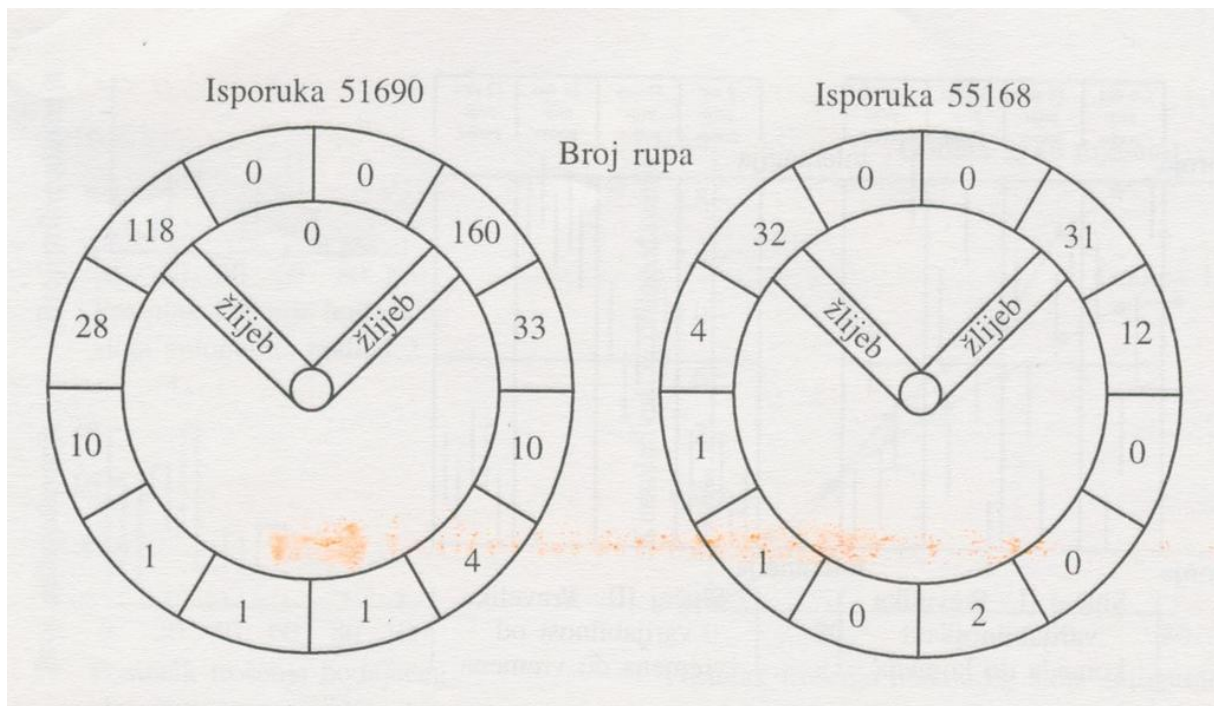 Isporuka 51690
Isporuka 55168
Broj rupa
0 0
118 0 160
28 žlijeb žlijeb 33
10 10
1 4
1 1
0 0
32 31
4 žlijeb žlijeb 12
1 0
1 0
0 2